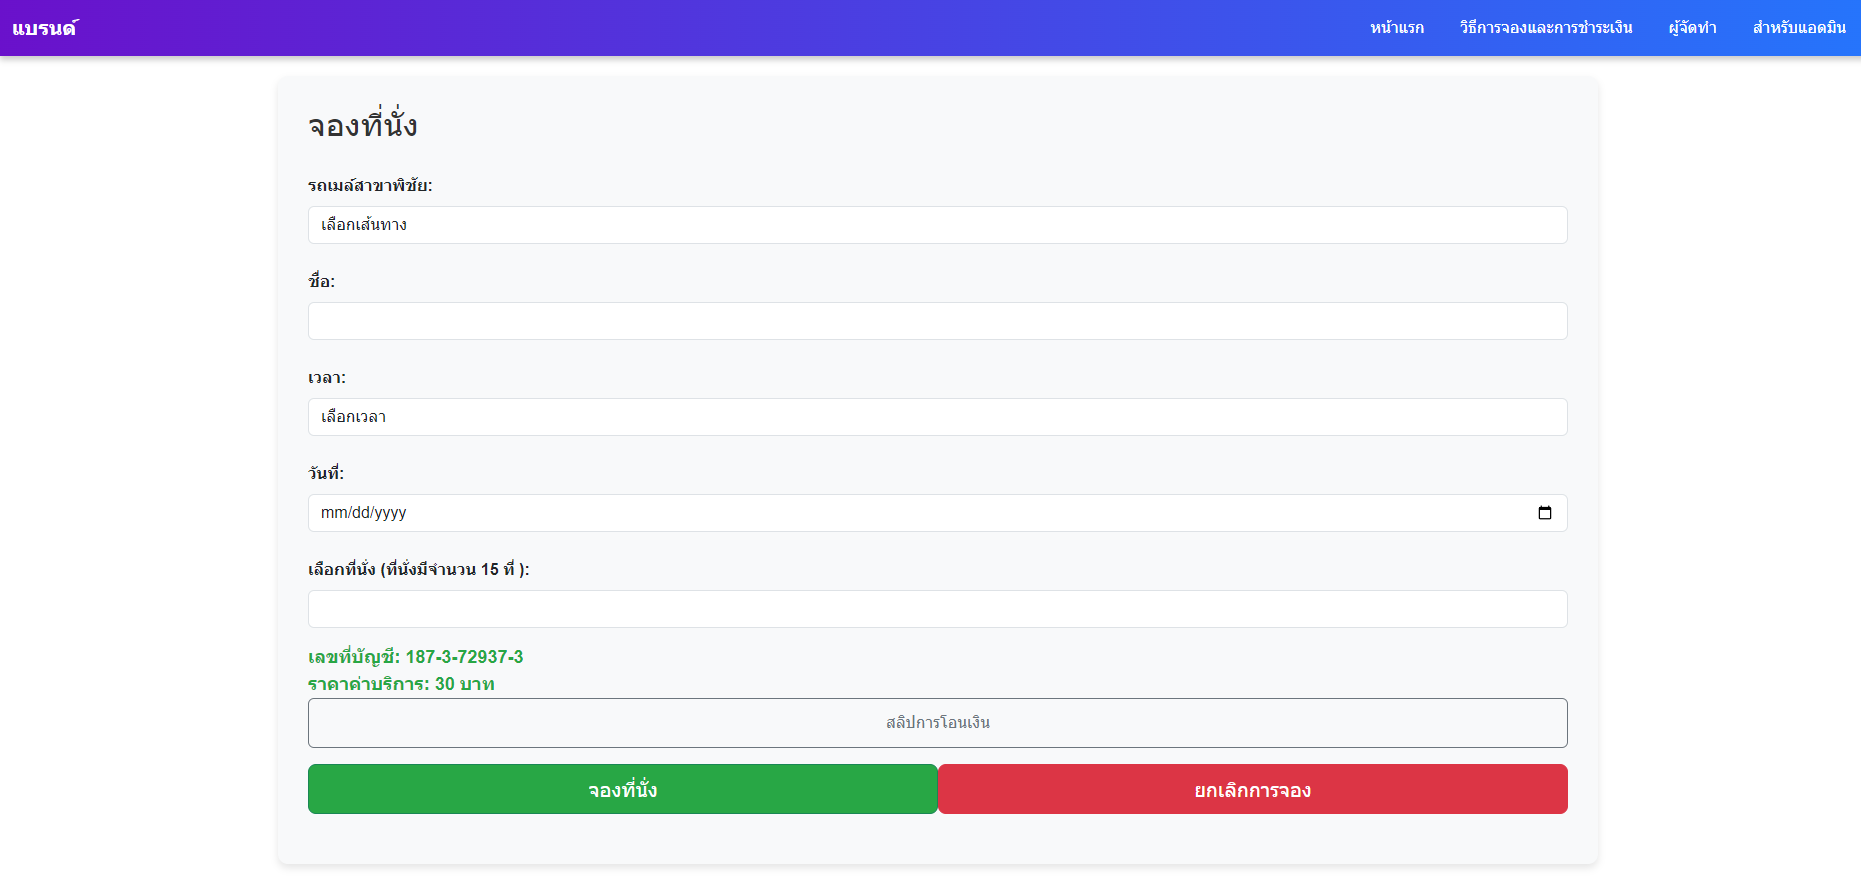 แบรนด์
หน้าแรก วิธีการจองและการชำระเงิน ผู้จัดทำ สำหรับแอดมิน
จองที่นั่ง
รถเมล์สาขาพิชัย:
เลือกเส้นทาง
ชื่อ:
เวลา:
เลือกเวลา
วันที่:
mm/dd/yyyy
เลือกที่นั่ง (ที่นั่งมีจำนวน 15 ที่ ):
เลขที่บัญชี: 187-3-72937-3
ราคาค่าบริการ: 30 บาท
สลิปการโอนเงิน
จองที่นั่ง ยกเลิกการจอง